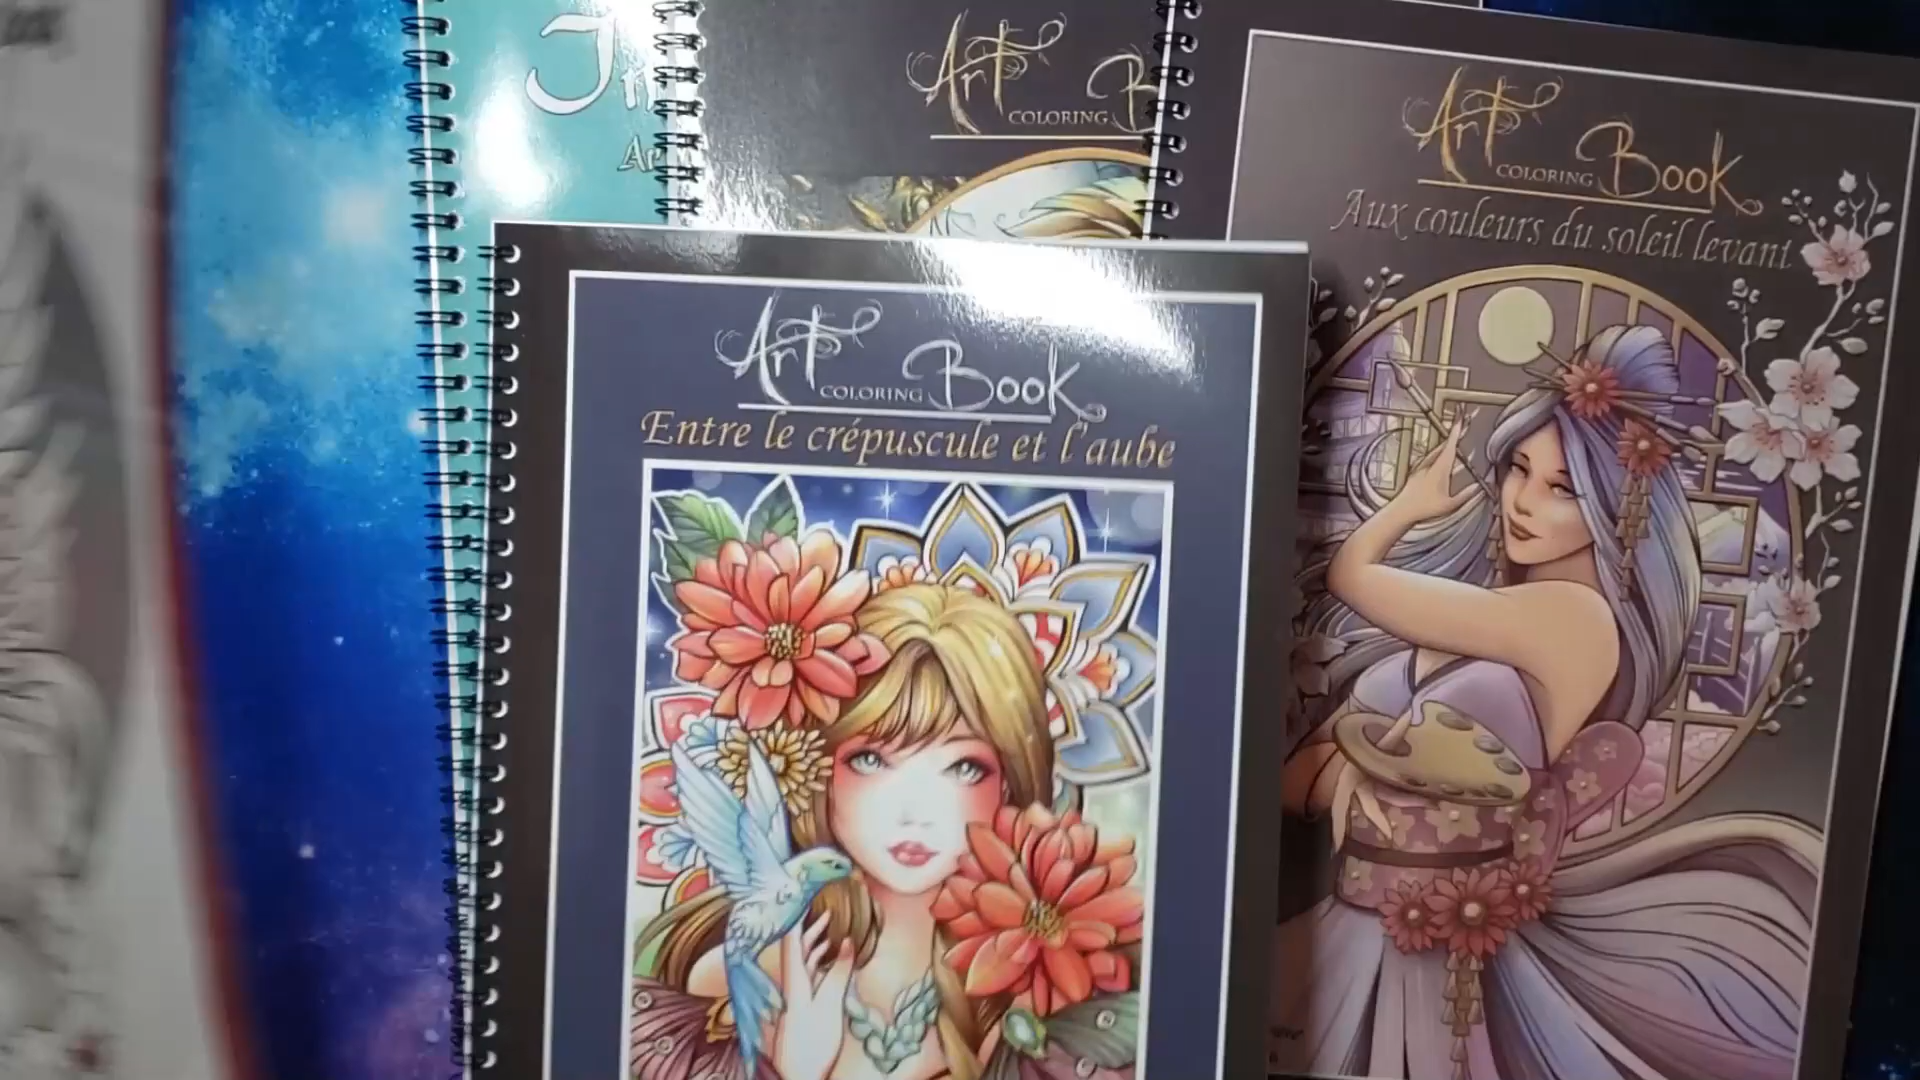 Art
COLORING
Art
COLORING Book
Aux couleurs du soleil levant
Art
COLORING Book
Entre le crépuscule et l'aube